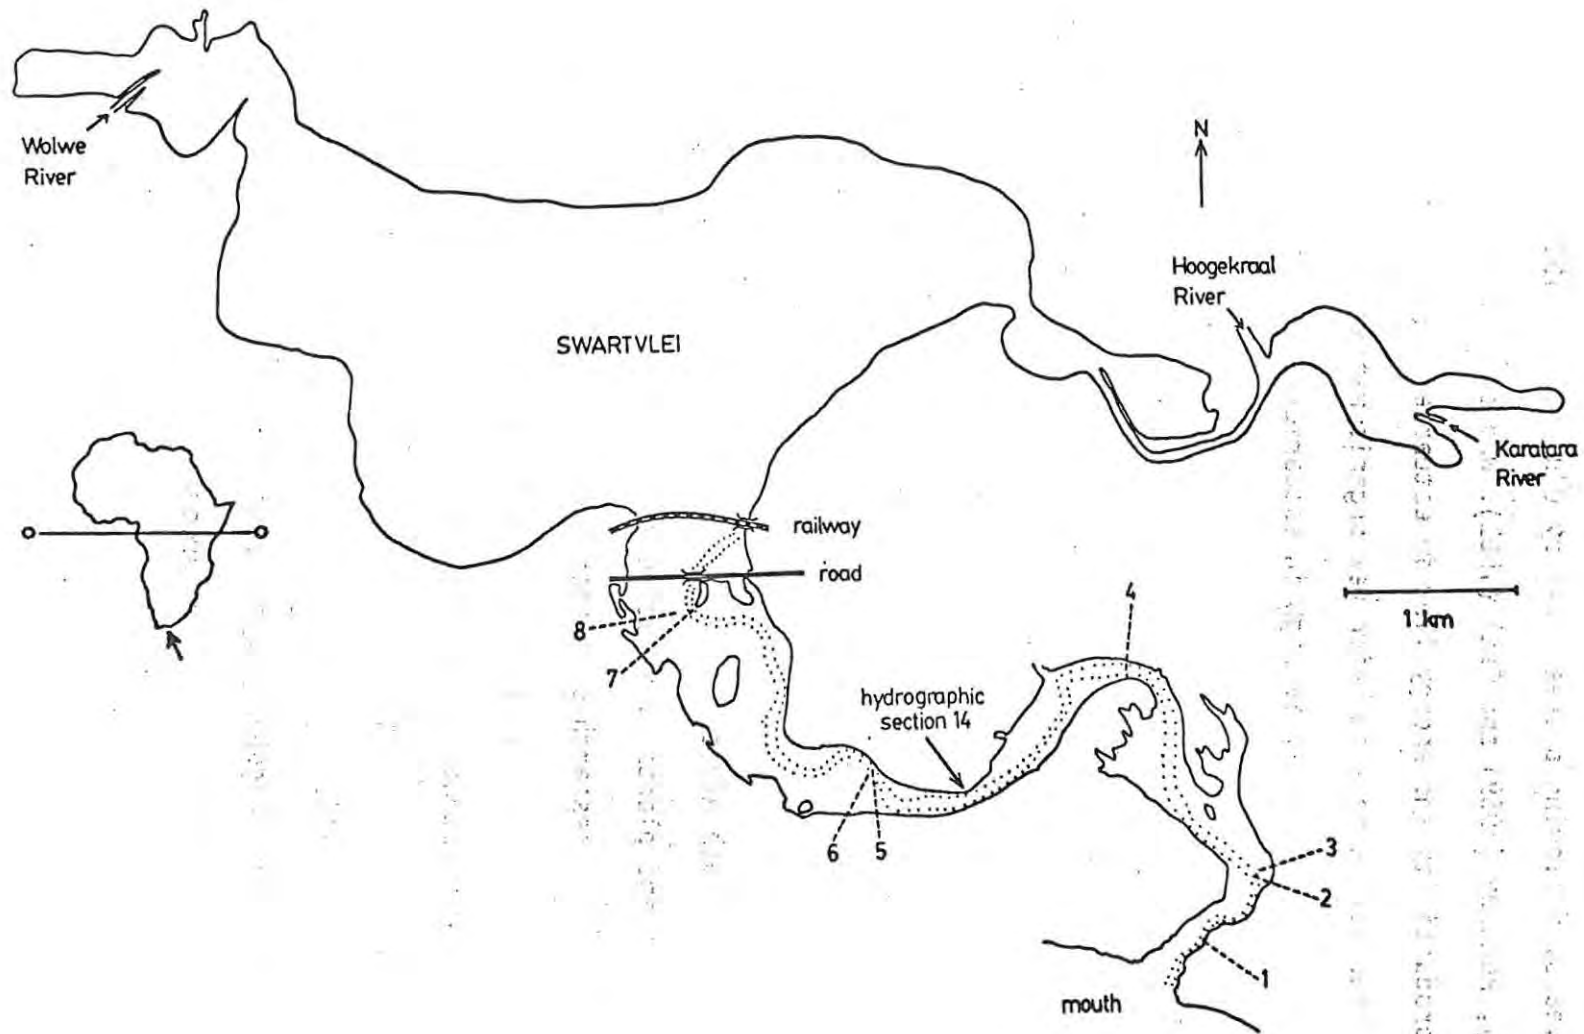 N
Wolwe
River
Hoogekraal
River
SWARTVLEI
Karatara
River
railway
road
1 km
4
8
7
hydrographic
section 14
6
5
3
2
1
mouth